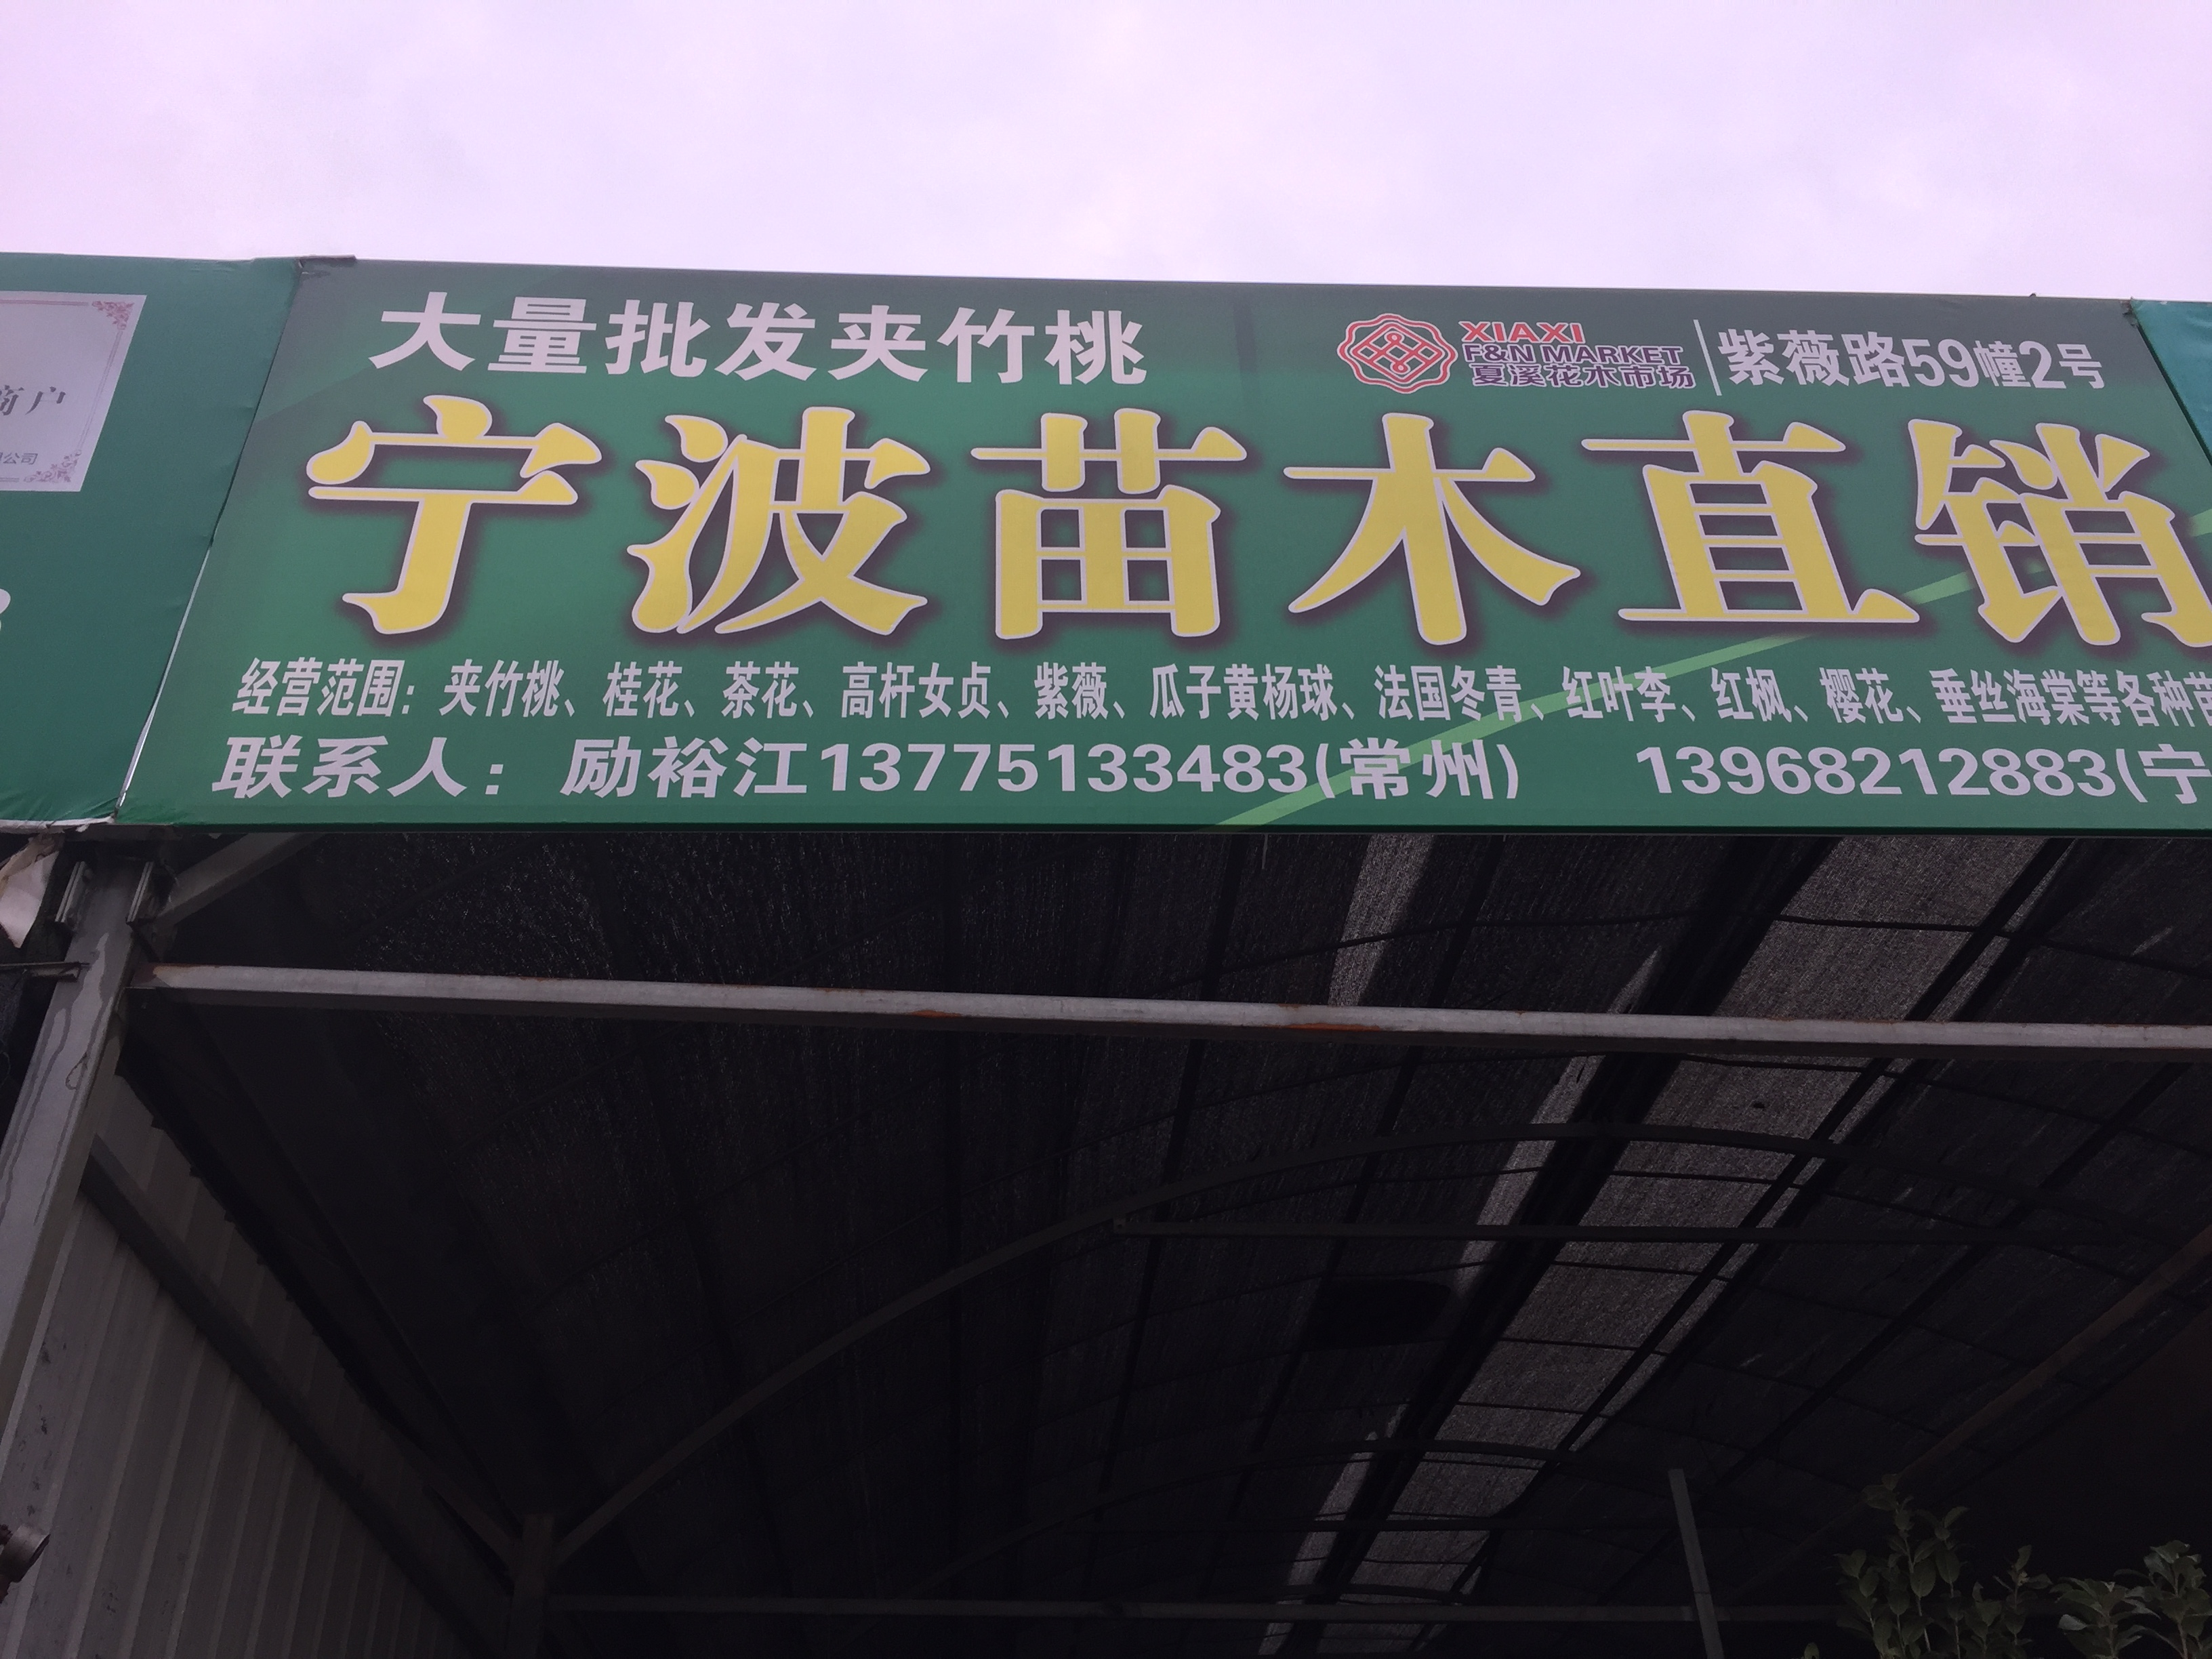 大量批发夹竹桃
XIAXI
F&N MARKET
夏溪花木市场
紫薇路59幢2号
宁波苗木直销
经营范围：夹竹桃、桂花、茶花、高杆女贞、紫薇、瓜子黄杨球、法国冬青、红叶李、红枫、樱花、垂丝海棠等各种
联系人：励裕江13775133483(常州) 13968212883(宁
商户
公司